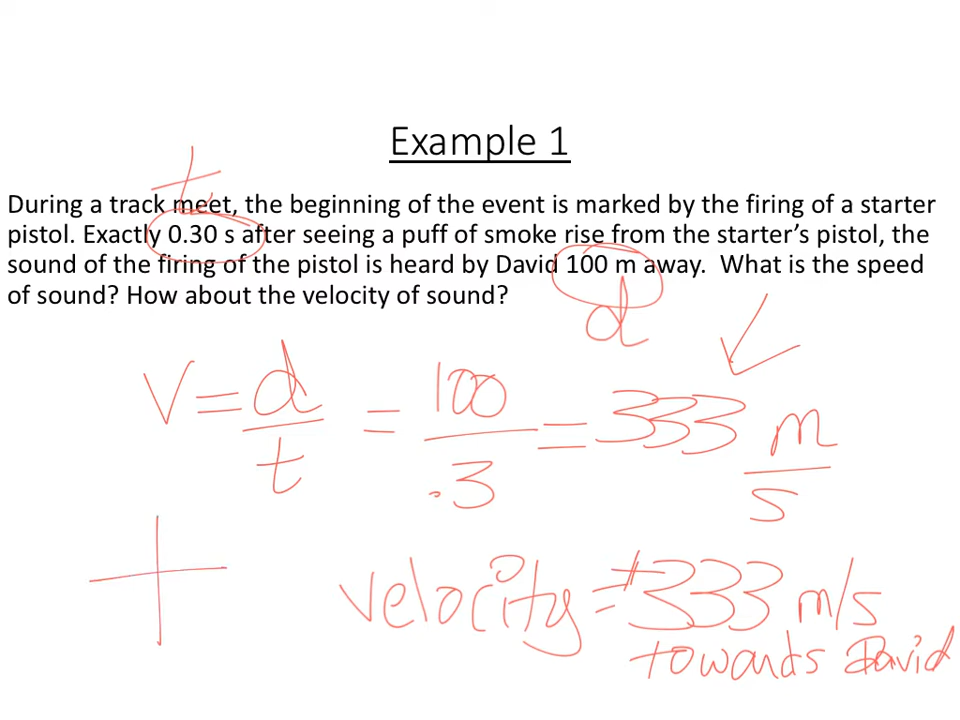 Example 1
t
During a track meet, the beginning of the event is marked by the firing of a starter
pistol. Exactly 0.30 s after seeing a puff of smoke rise from the starter's pistol, the
sound of the firing of the pistol is heard by David 100 m away. What is the speed
of sound? How about the velocity of sound?
d
v = d/t = 100/.3 = 333 m/s
velocity = +333 m/s
towards David